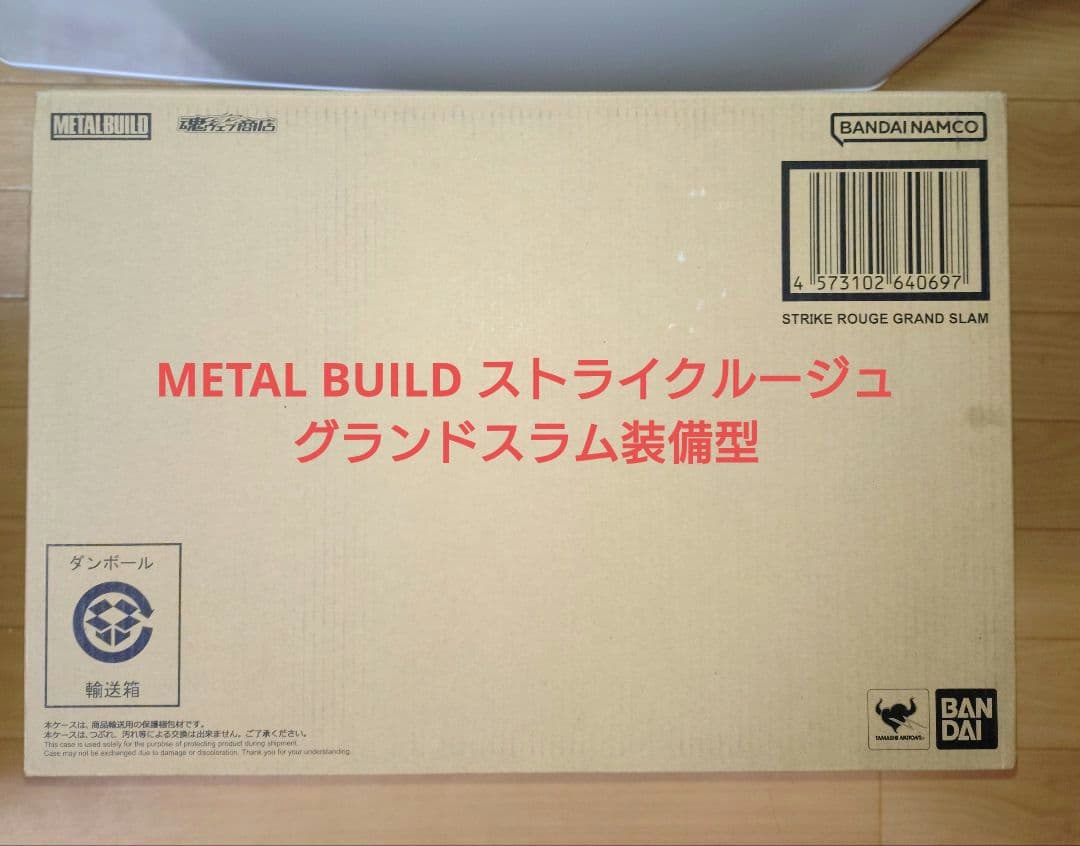 METAL BUILD
魂ウェブ商店
BANDAI NAMCO
4 573102 640697
STRIKE ROUGE GRAND SLAM
METAL BUILD ストライクルージュ
グランドスラム装備型
ダンボール
輸送箱
本ケースは、商品輸送用の保護梱包材です。
本ケースは、つぶれ、汚れ等による交換は出来ません。ご了承ください。
This case is used solely for the purpose of protecting product during shipment.
Case may not be exchanged due to damage or discoloration. Thank you for your understanding.
TAMASHII NATIONS
BAN
DAI